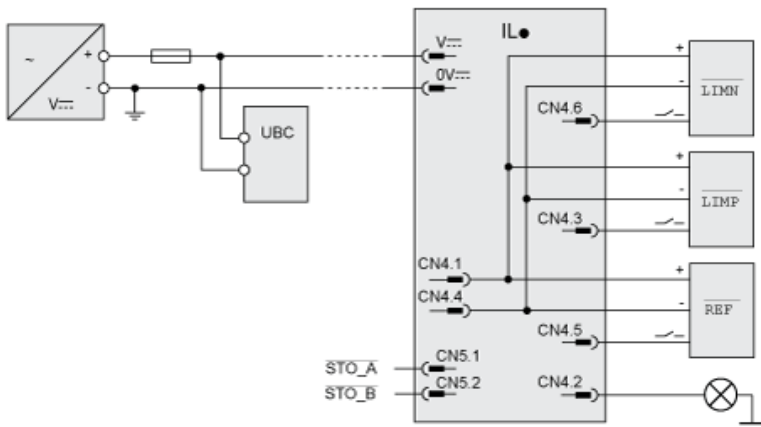 IL●
V⎓
+
~
+
-
V⎓
0V⎓
UBC
CN4.6
-
LIMN
+
-
CN4.3
LIMP
CN4.1
CN4.4
+
-
CN4.5
REF
STO_A
CN5.1
STO_B
CN5.2
CN4.2